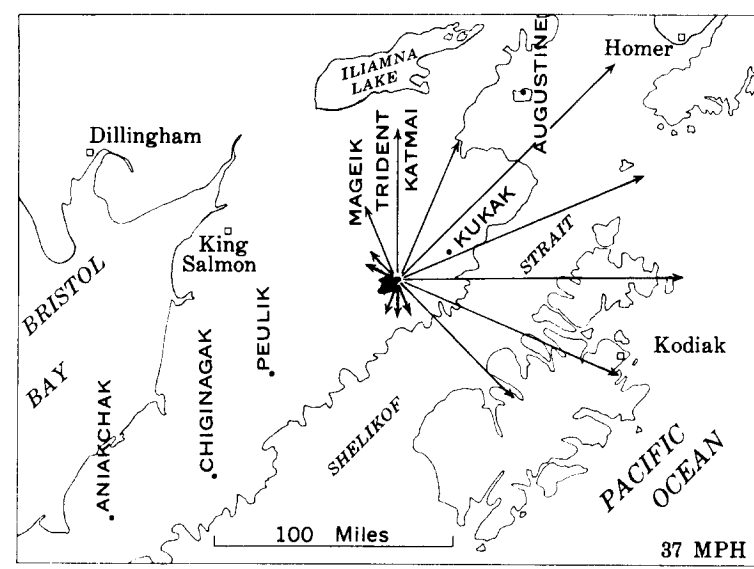 Homer
ILIAMNA
LAKE
AUGUSTINE
Dillingham
MAGEIK
TRIDENT
KATMAI
KUKAK
STRAIT
King
Salmon
BRISTOL
BAY
PEULIK
CHIGINAGAK
ANIAKCHAK
Kodiak
SHELIKOF
PACIFIC
OCEAN
100 Miles
37 MPH